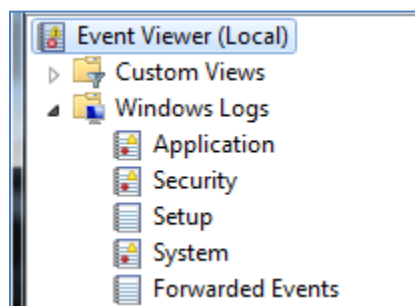 Event Viewer (Local)
Custom Views
Windows Logs
Application
Security
Setup
System
Forwarded Events